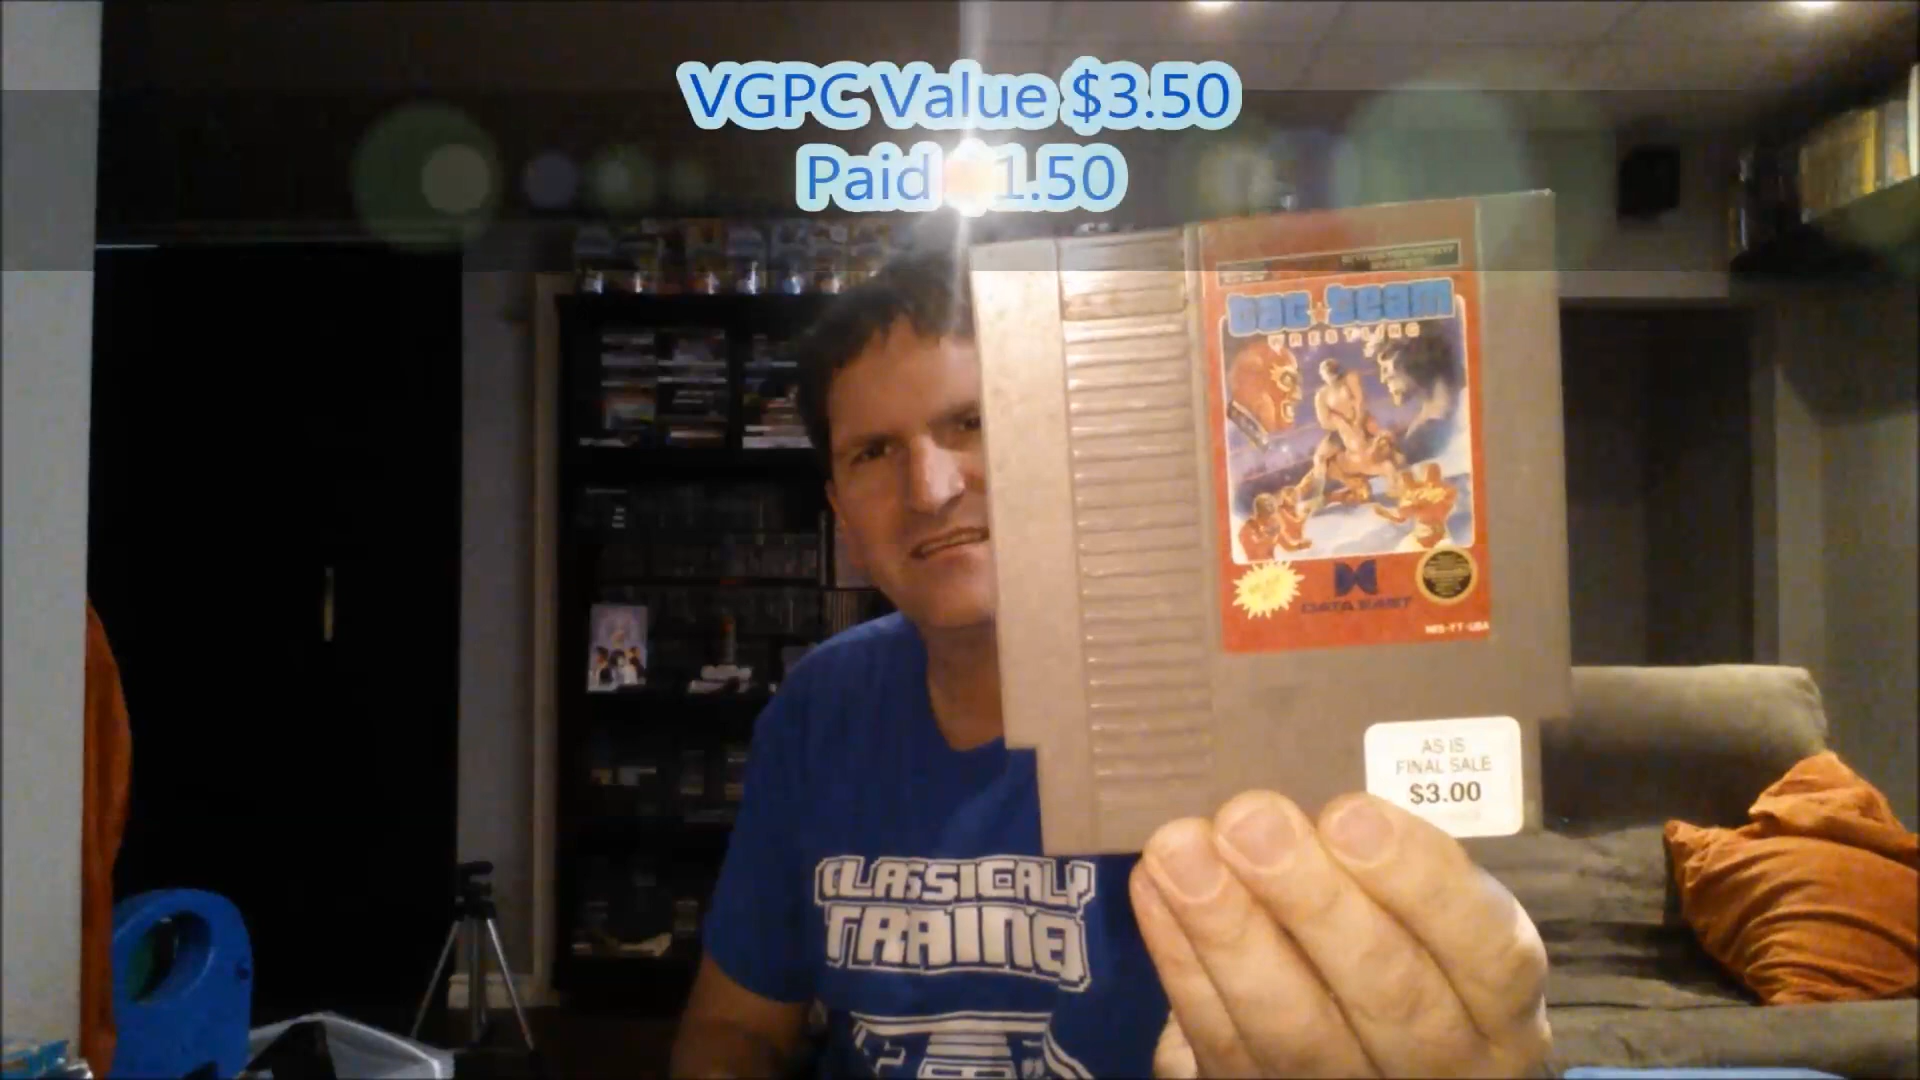 VGPC Value $3.50
Paid $1.50
tag team
WRESTLING
DATA EAST
NES-TT-USA
AS IS
FINAL SALE
$3.00
CLASSICALLY
TRAINED